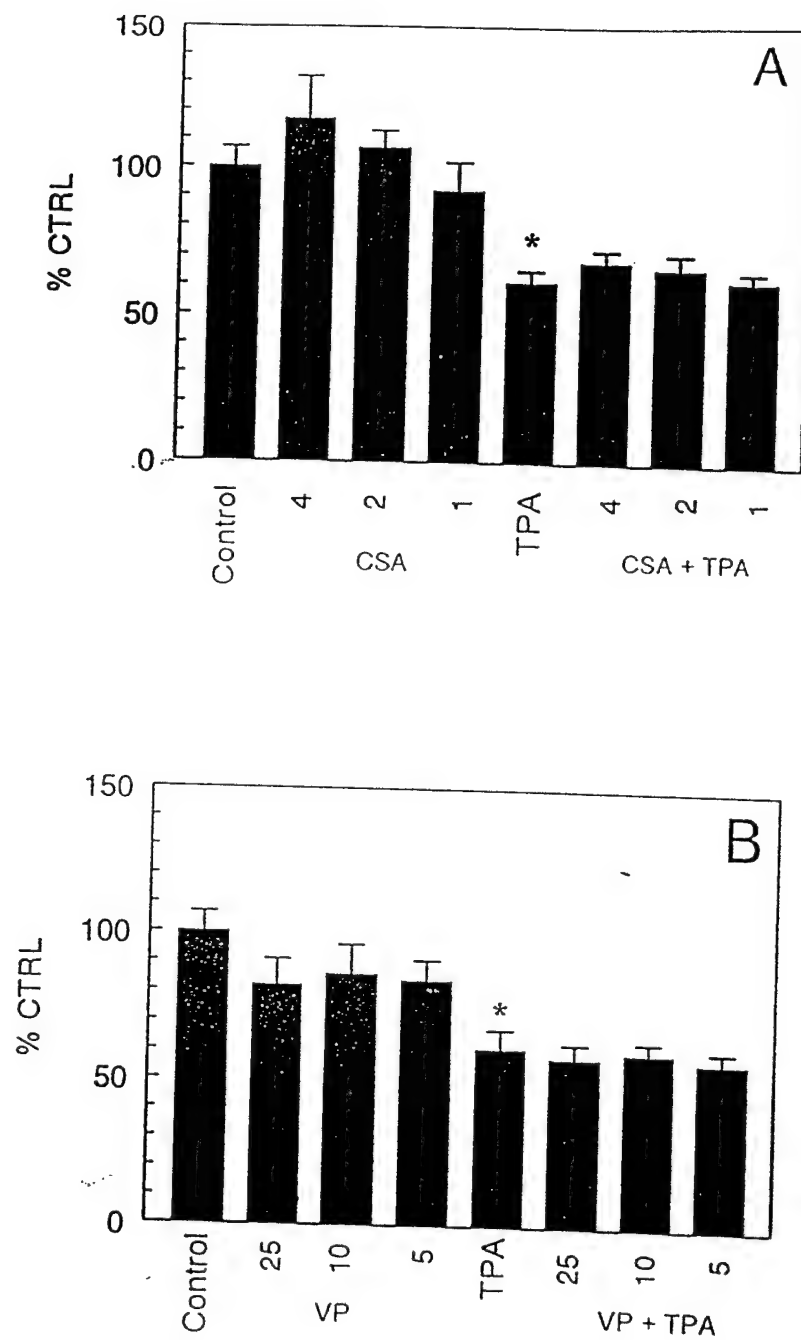 150
A
100
% CTRL
*
50
0
Control
4
2
1
TPA
4
2
1
CSA
CSA + TPA
150
B
100
% CTRL
*
50
0
Control
25
10
5
TPA
25
10
5
VP
VP + TPA